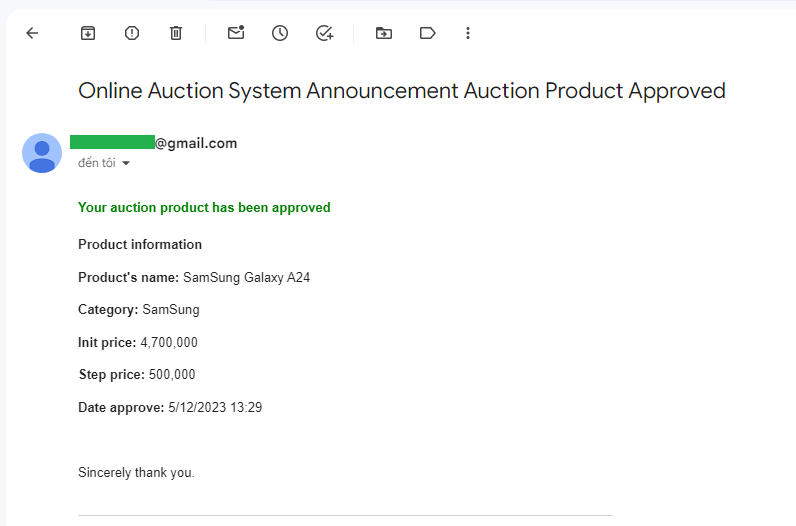 Online Auction System Announcement Auction Product Approved
@gmail.com
đến tôi
Your auction product has been approved
Product information
Product's name: SamSung Galaxy A24
Category: SamSung
Init price: 4,700,000
Step price: 500,000
Date approve: 5/12/2023 13:29
Sincerely thank you.